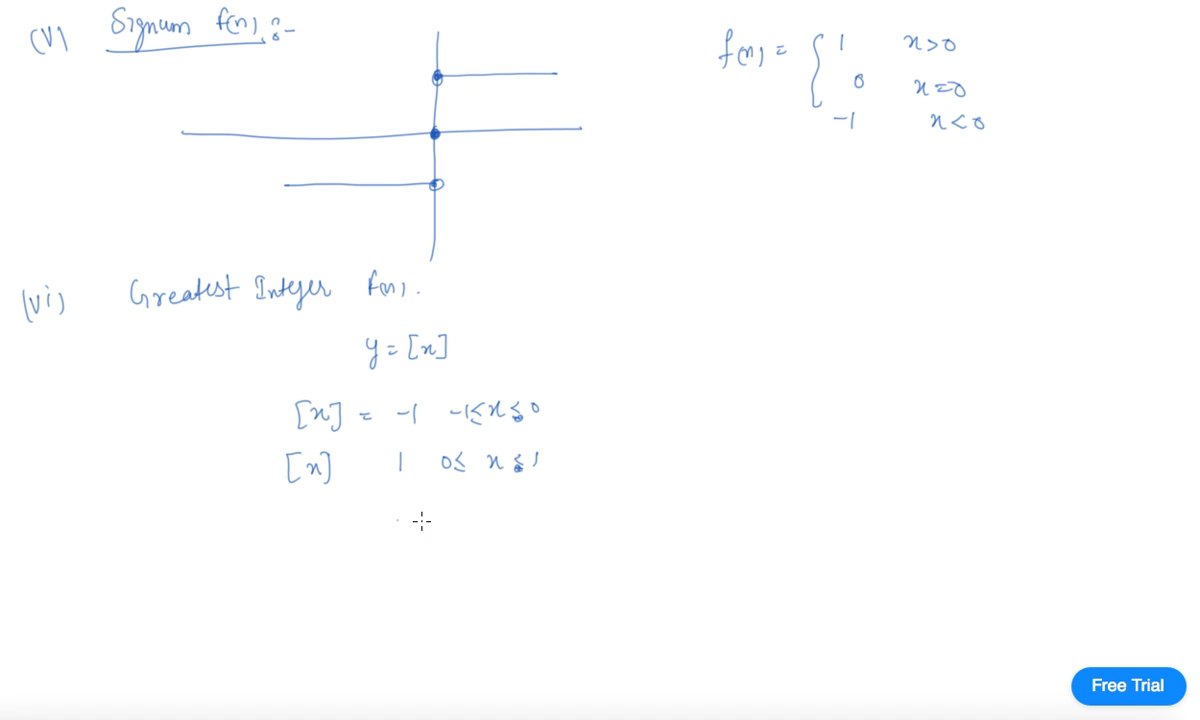 (V) Signum f(n) :-
f(n) = { 1 n>0
0 n=0
-1 n<0
(vi) Greatest Integer f(n).
y = [n]
[n] = -1 -1≤n≤0
[n] 1 0≤ n ≤1
Free Trial